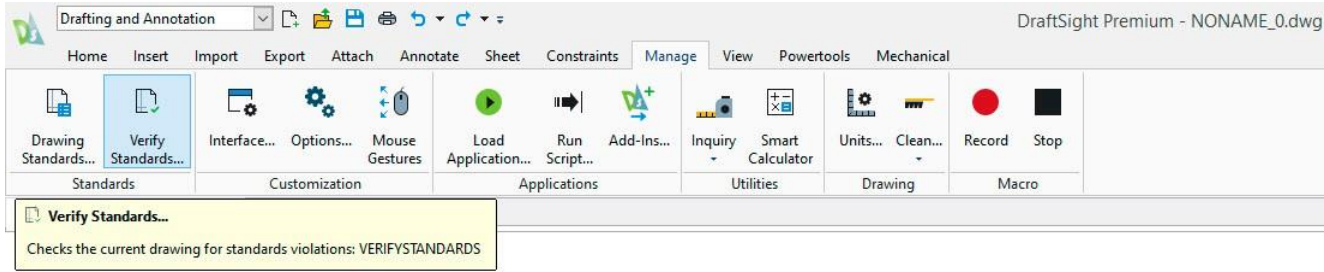 Drafting and Annotation
DraftSight Premium - NONAME_0.dwg
Home Insert Import Export Attach Annotate Sheet Constraints Manage View Powertools Mechanical
Drawing Standards...
Verify Standards...
Interface...
Options...
Mouse Gestures
Load Application...
Run Script...
Add-Ins...
Inquiry
Smart Calculator
Units...
Clean...
Record
Stop
Standards Customization Applications Utilities Drawing Macro
Verify Standards...
Checks the current drawing for standards violations: VERIFYSTANDARDS